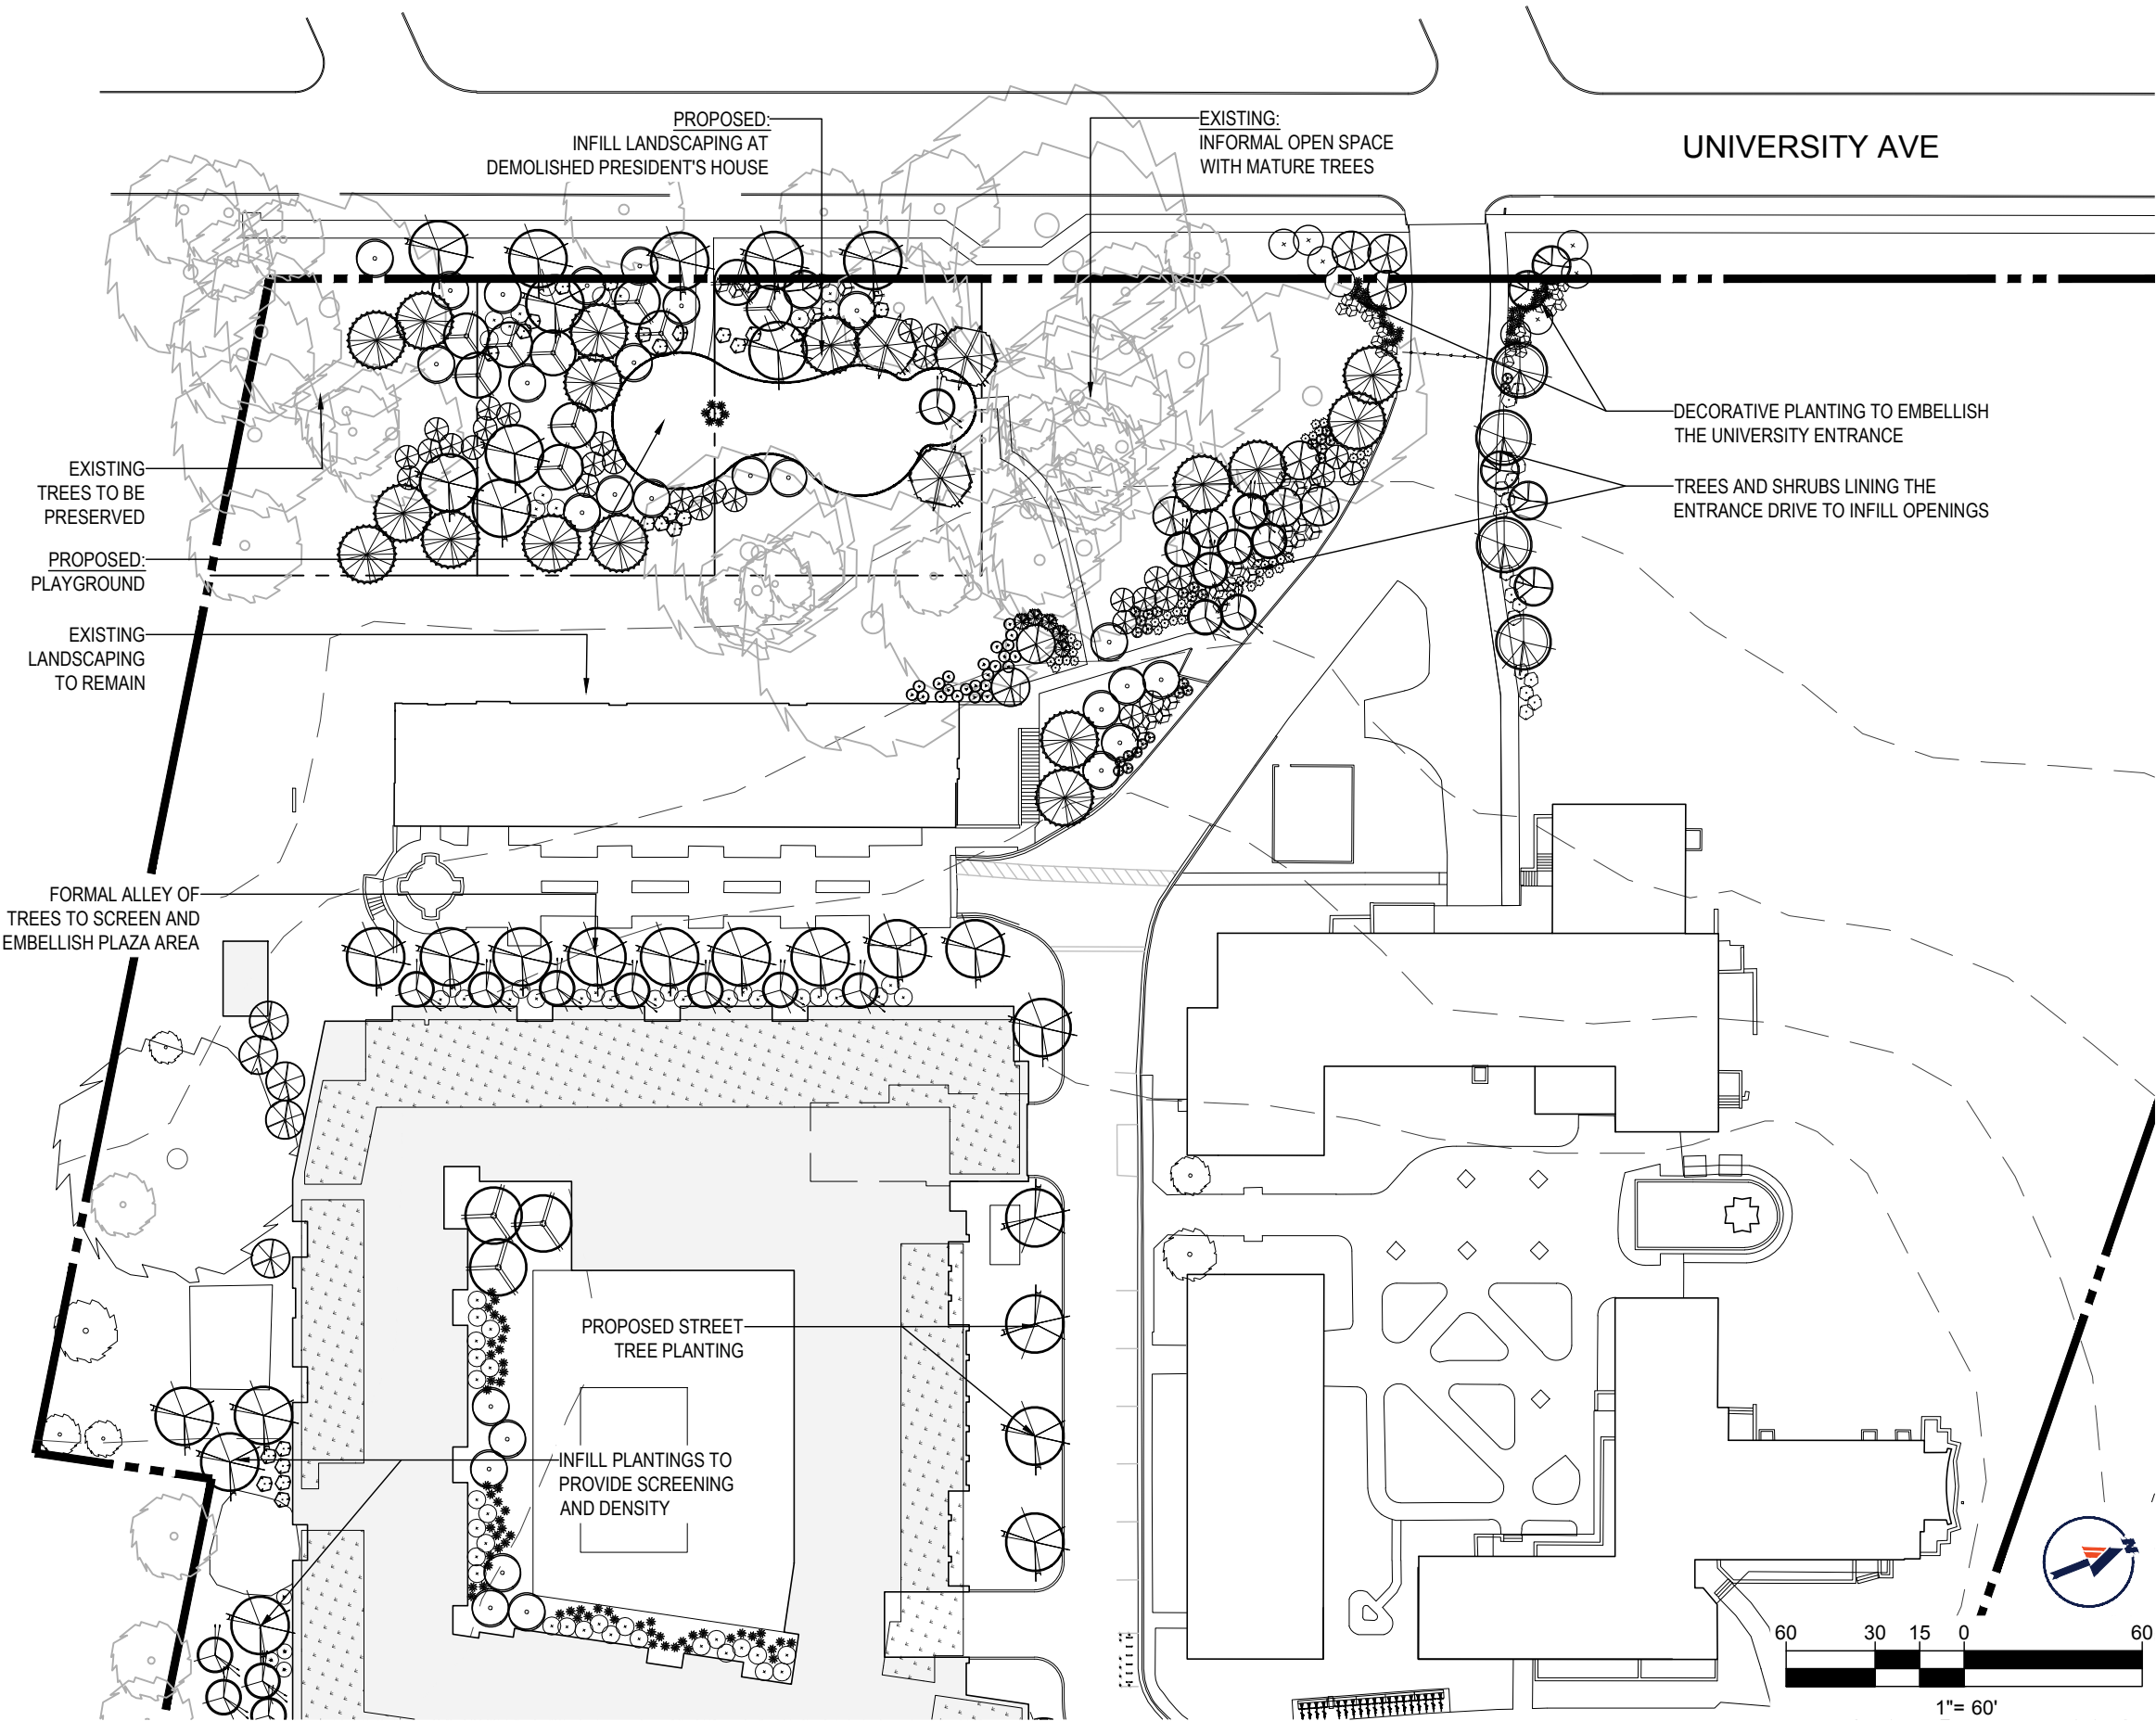 PROPOSED:
INFILL LANDSCAPING AT
DEMOLISHED PRESIDENT'S HOUSE
EXISTING:
INFORMAL OPEN SPACE
WITH MATURE TREES
UNIVERSITY AVE
DECORATIVE PLANTING TO EMBELLISH
THE UNIVERSITY ENTRANCE
EXISTING
TREES TO BE
PRESERVED
TREES AND SHRUBS LINING THE
ENTRANCE DRIVE TO INFILL OPENINGS
PROPOSED:
PLAYGROUND
EXISTING
LANDSCAPING
TO REMAIN
FORMAL ALLEY OF
TREES TO SCREEN AND
EMBELLISH PLAZA AREA
PROPOSED STREET
TREE PLANTING
INFILL PLANTINGS TO
PROVIDE SCREENING
AND DENSITY
N
60 30 15 0 60
1"= 60'